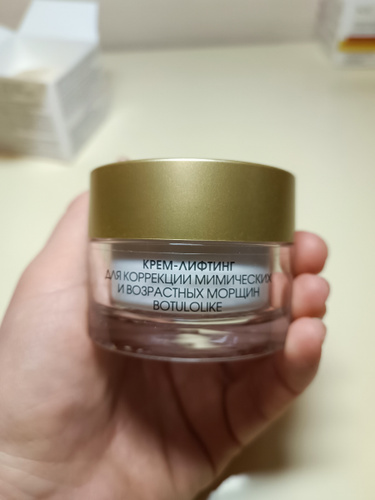 КРЕМ-ЛИФТИНГ
ДЛЯ КОРРЕКЦИИ МИМИЧЕСКИХ
И ВОЗРАСТНЫХ МОРЩИН
BOTULOLIKE